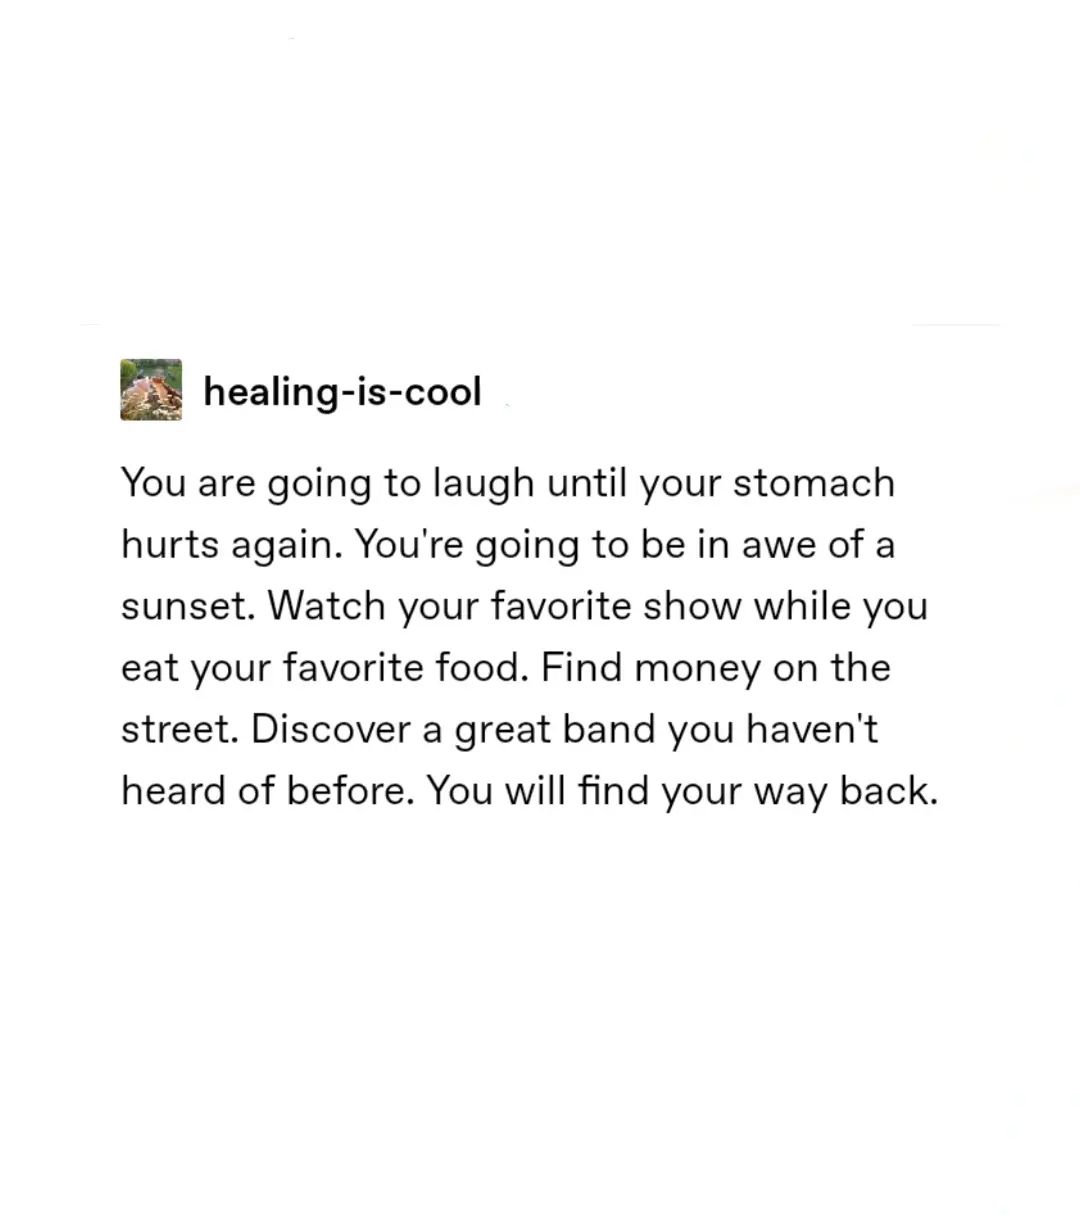 healing-is-cool
You are going to laugh until your stomach
hurts again. You're going to be in awe of a
sunset. Watch your favorite show while you
eat your favorite food. Find money on the
street. Discover a great band you haven't
heard of before. You will find your way back.